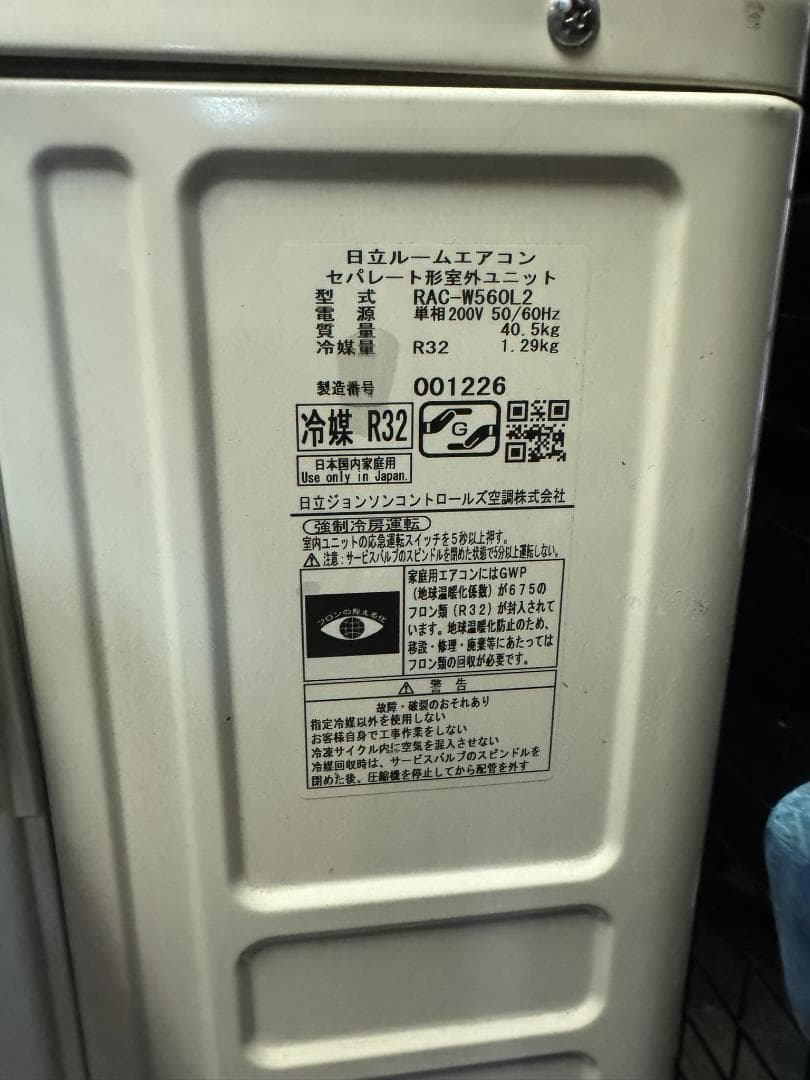 日立ルームエアコン
セパレート形室外ユニット
型式 RAC-W560L2
電源 単相200V 50/60Hz
質量 40.5kg
冷媒量 R32 1.29kg
製造番号 001226
冷媒 R32
G
日本国内家庭用
Use only in Japan.
日立ジョンソンコントロールズ空調株式会社
強制冷房運転
室内ユニットの応急運転スイッチを5秒以上押す。
⚠ 注意:サービスバルブのスピンドルを閉めた状態で5分以上運転しない。
フロンの見える化
家庭用エアコンにはGWP
(地球温暖化係数)が675の
フロン類(R32)が封入されて
います。地球温暖化防止のため、
移設・修理・廃棄等にあたっては
フロン類の回収が必要です。
⚠ 警告
故障・破裂のおそれあり
指定冷媒以外を使用しない
お客様自身で工事作業をしない
冷凍サイクル内に空気を混入させない
冷媒回収時は、サービスバルブのスピンドルを
閉めた後、圧縮機を停止してから配管を外す